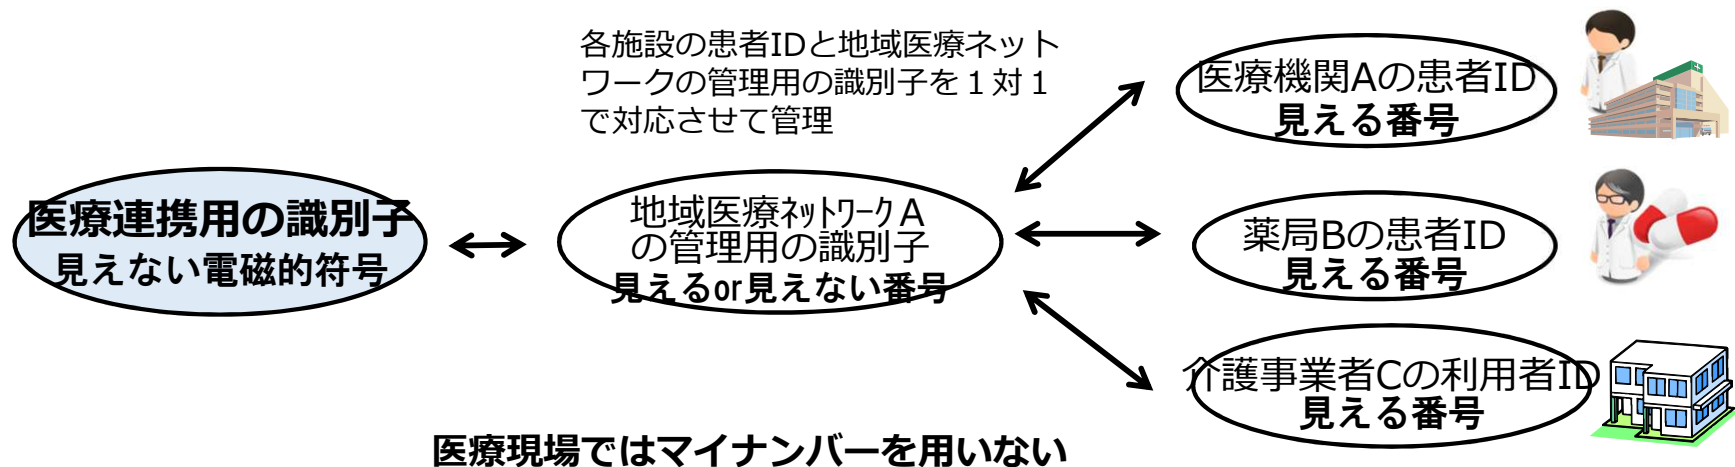 各施設の患者IDと地域医療ネット
ワークの管理用の識別子を１対１
で対応させて管理
医療連携用の識別子
見えない電磁的符号
地域医療ﾈｯﾄﾜｰｸＡ
の管理用の識別子
見えるor見えない番号
医療機関Aの患者ID
見える番号
薬局Bの患者ID
見える番号
介護事業者Cの利用者ID
見える番号
医療現場ではマイナンバーを用いない